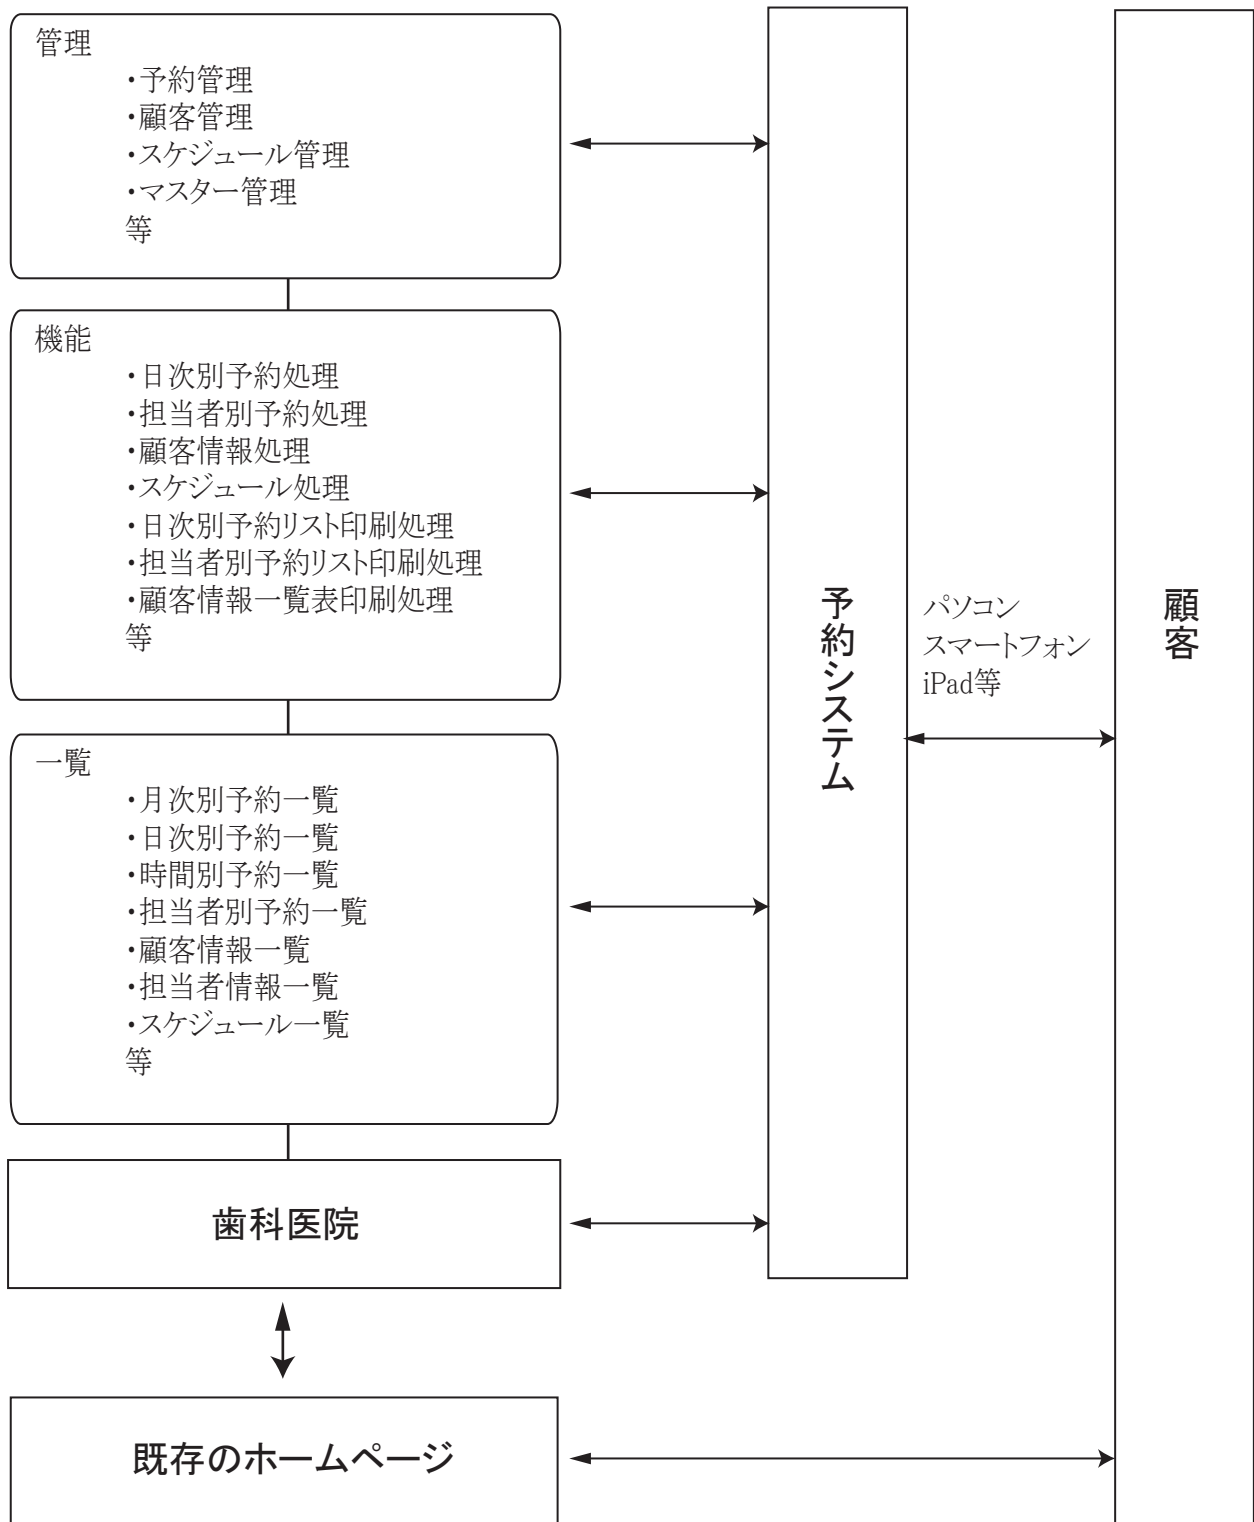 管理
・予約管理
・顧客管理
・スケジュール管理
・マスター管理
等
機能
・日次別予約処理
・担当者別予約処理
・顧客情報処理
・スケジュール処理
・日次別予約リスト印刷処理
・担当者別予約リスト印刷処理
・顧客情報一覧表印刷処理
等
一覧
・月次別予約一覧
・日次別予約一覧
・時間別予約一覧
・担当者別予約一覧
・顧客情報一覧
・担当者情報一覧
・スケジュール一覧
等
歯科医院
既存のホームページ
予約システム
パソコン
スマートフォン
iPad等
顧客